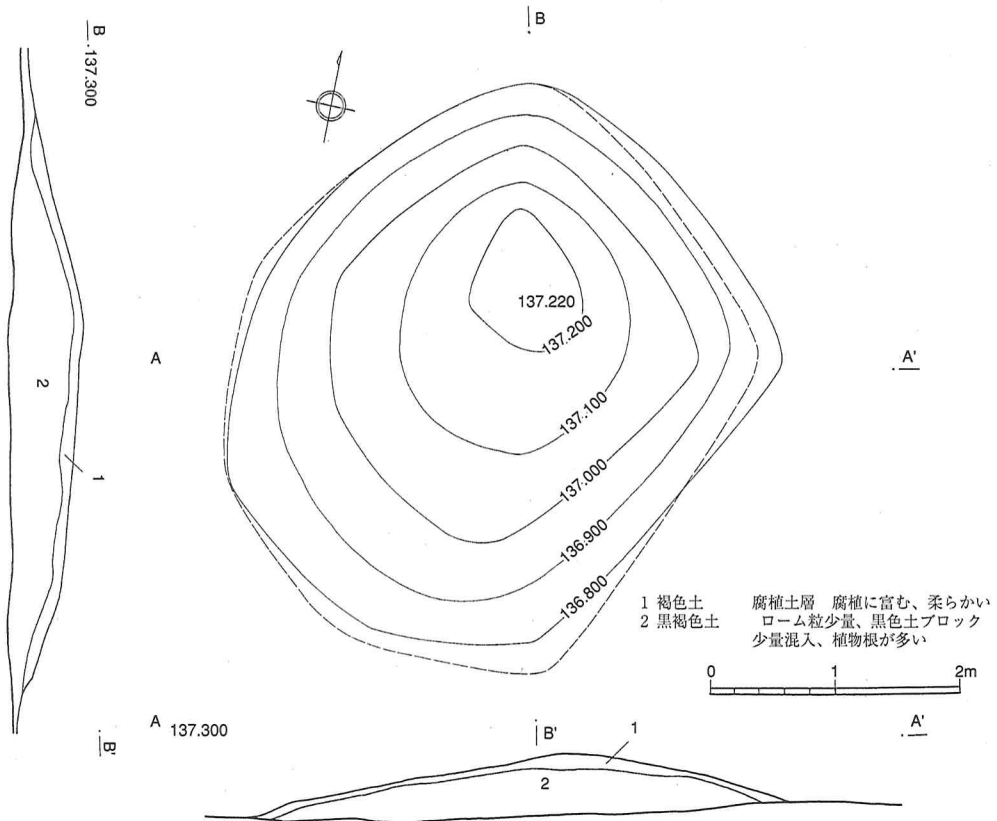 B
B
137.300
137.220
137.200
A
A'
2
137.100
1
137.000
136.900
136.800
1 褐色土 腐植土層 腐植に富む、柔らかい
2 黒褐色土 ローム粒少量、黒色土ブロック
少量混入、植物根が多い
0 1 2m
A 137.300
B'
B'
A'
1
2